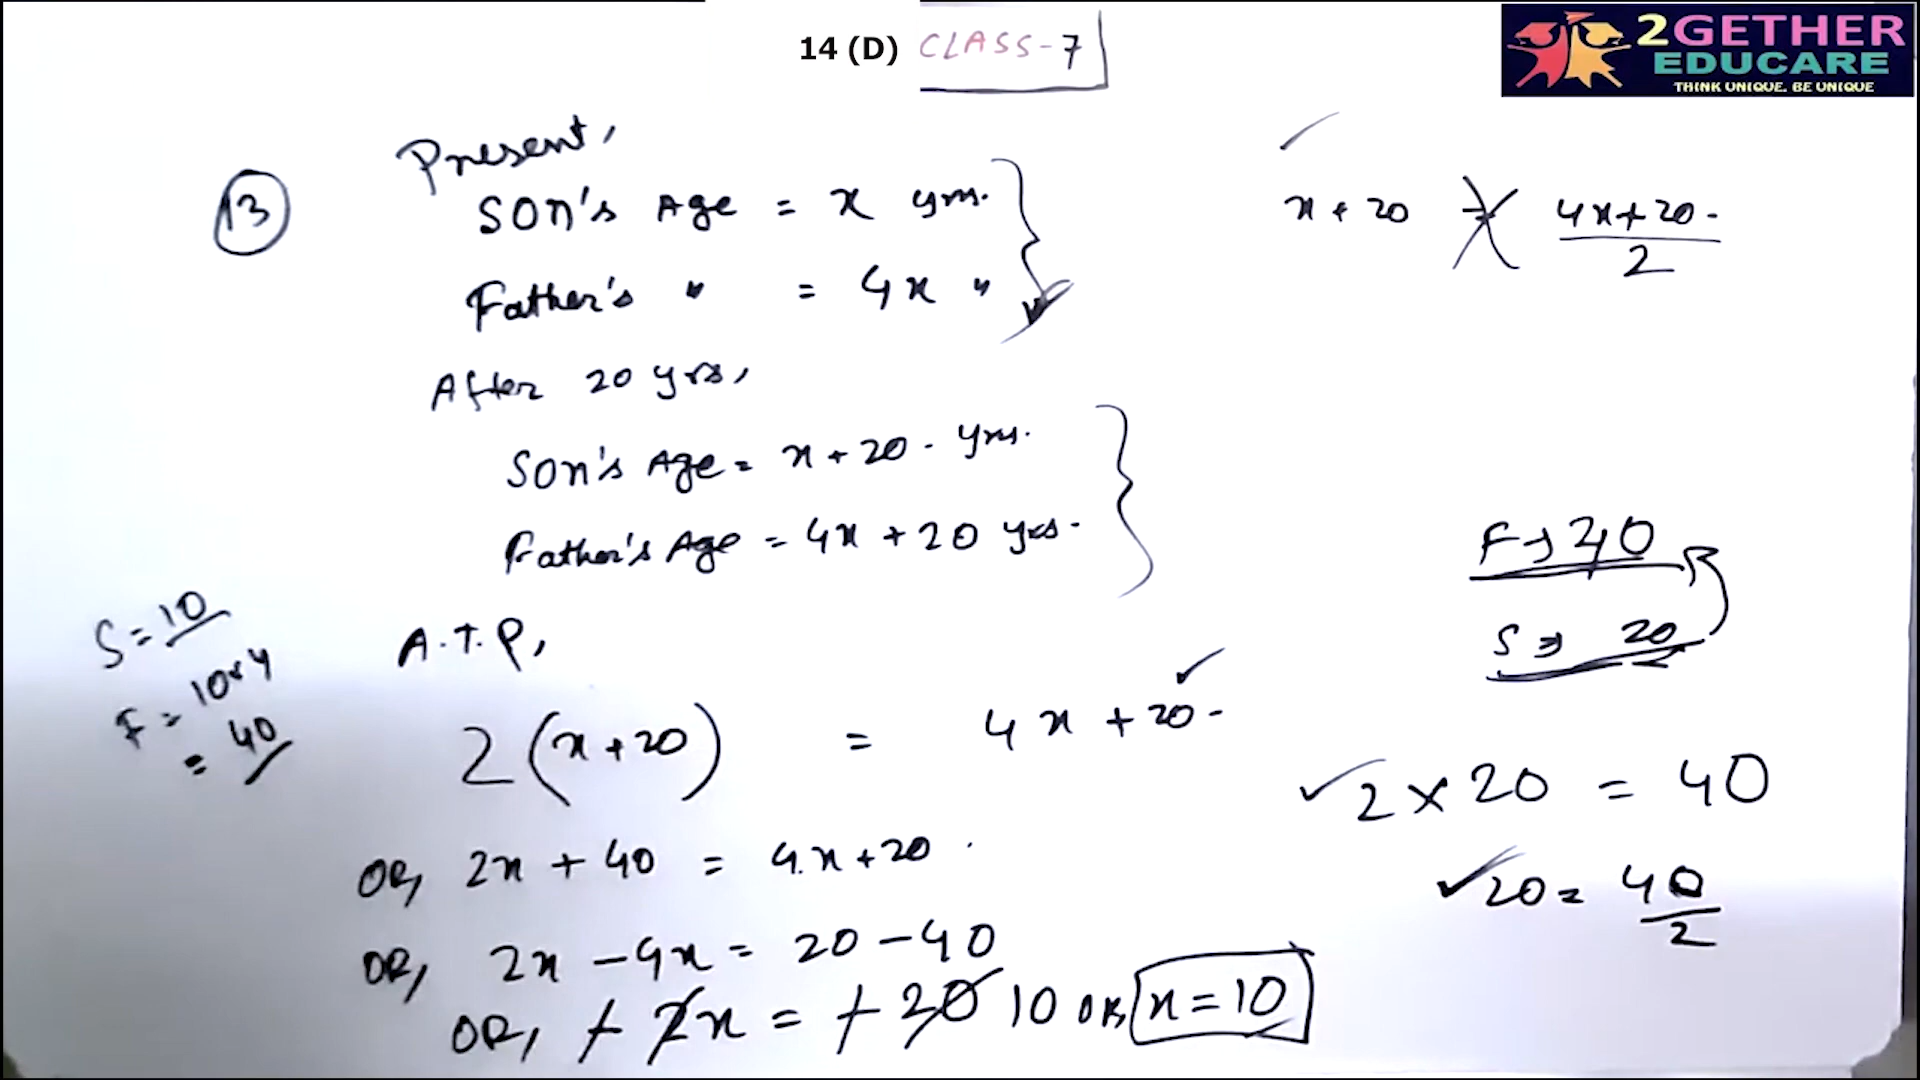 14 (D) CLASS-7
2GETHER
EDUCARE
THINK UNIQUE. BE UNIQUE
13
Present,
SON's Age = x yrs.
Father's " = 4x "
After 20 yrs,
Son's Age = x + 20 - yrs.
Father's Age = 4x + 20 yrs.
A.T.P,
2(x+20) = 4x + 20 -
OR, 2x + 40 = 4x + 20 .
OR, 2x - 4x = 20 - 40
OR, + 2x = + 20 10 OR x = 10
S = 10
F = 10x4
= 40
x + 20 = 4x+20 -
2
F → 40
S → 20
✓ 2 × 20 = 40
✓ 20 = 40
2